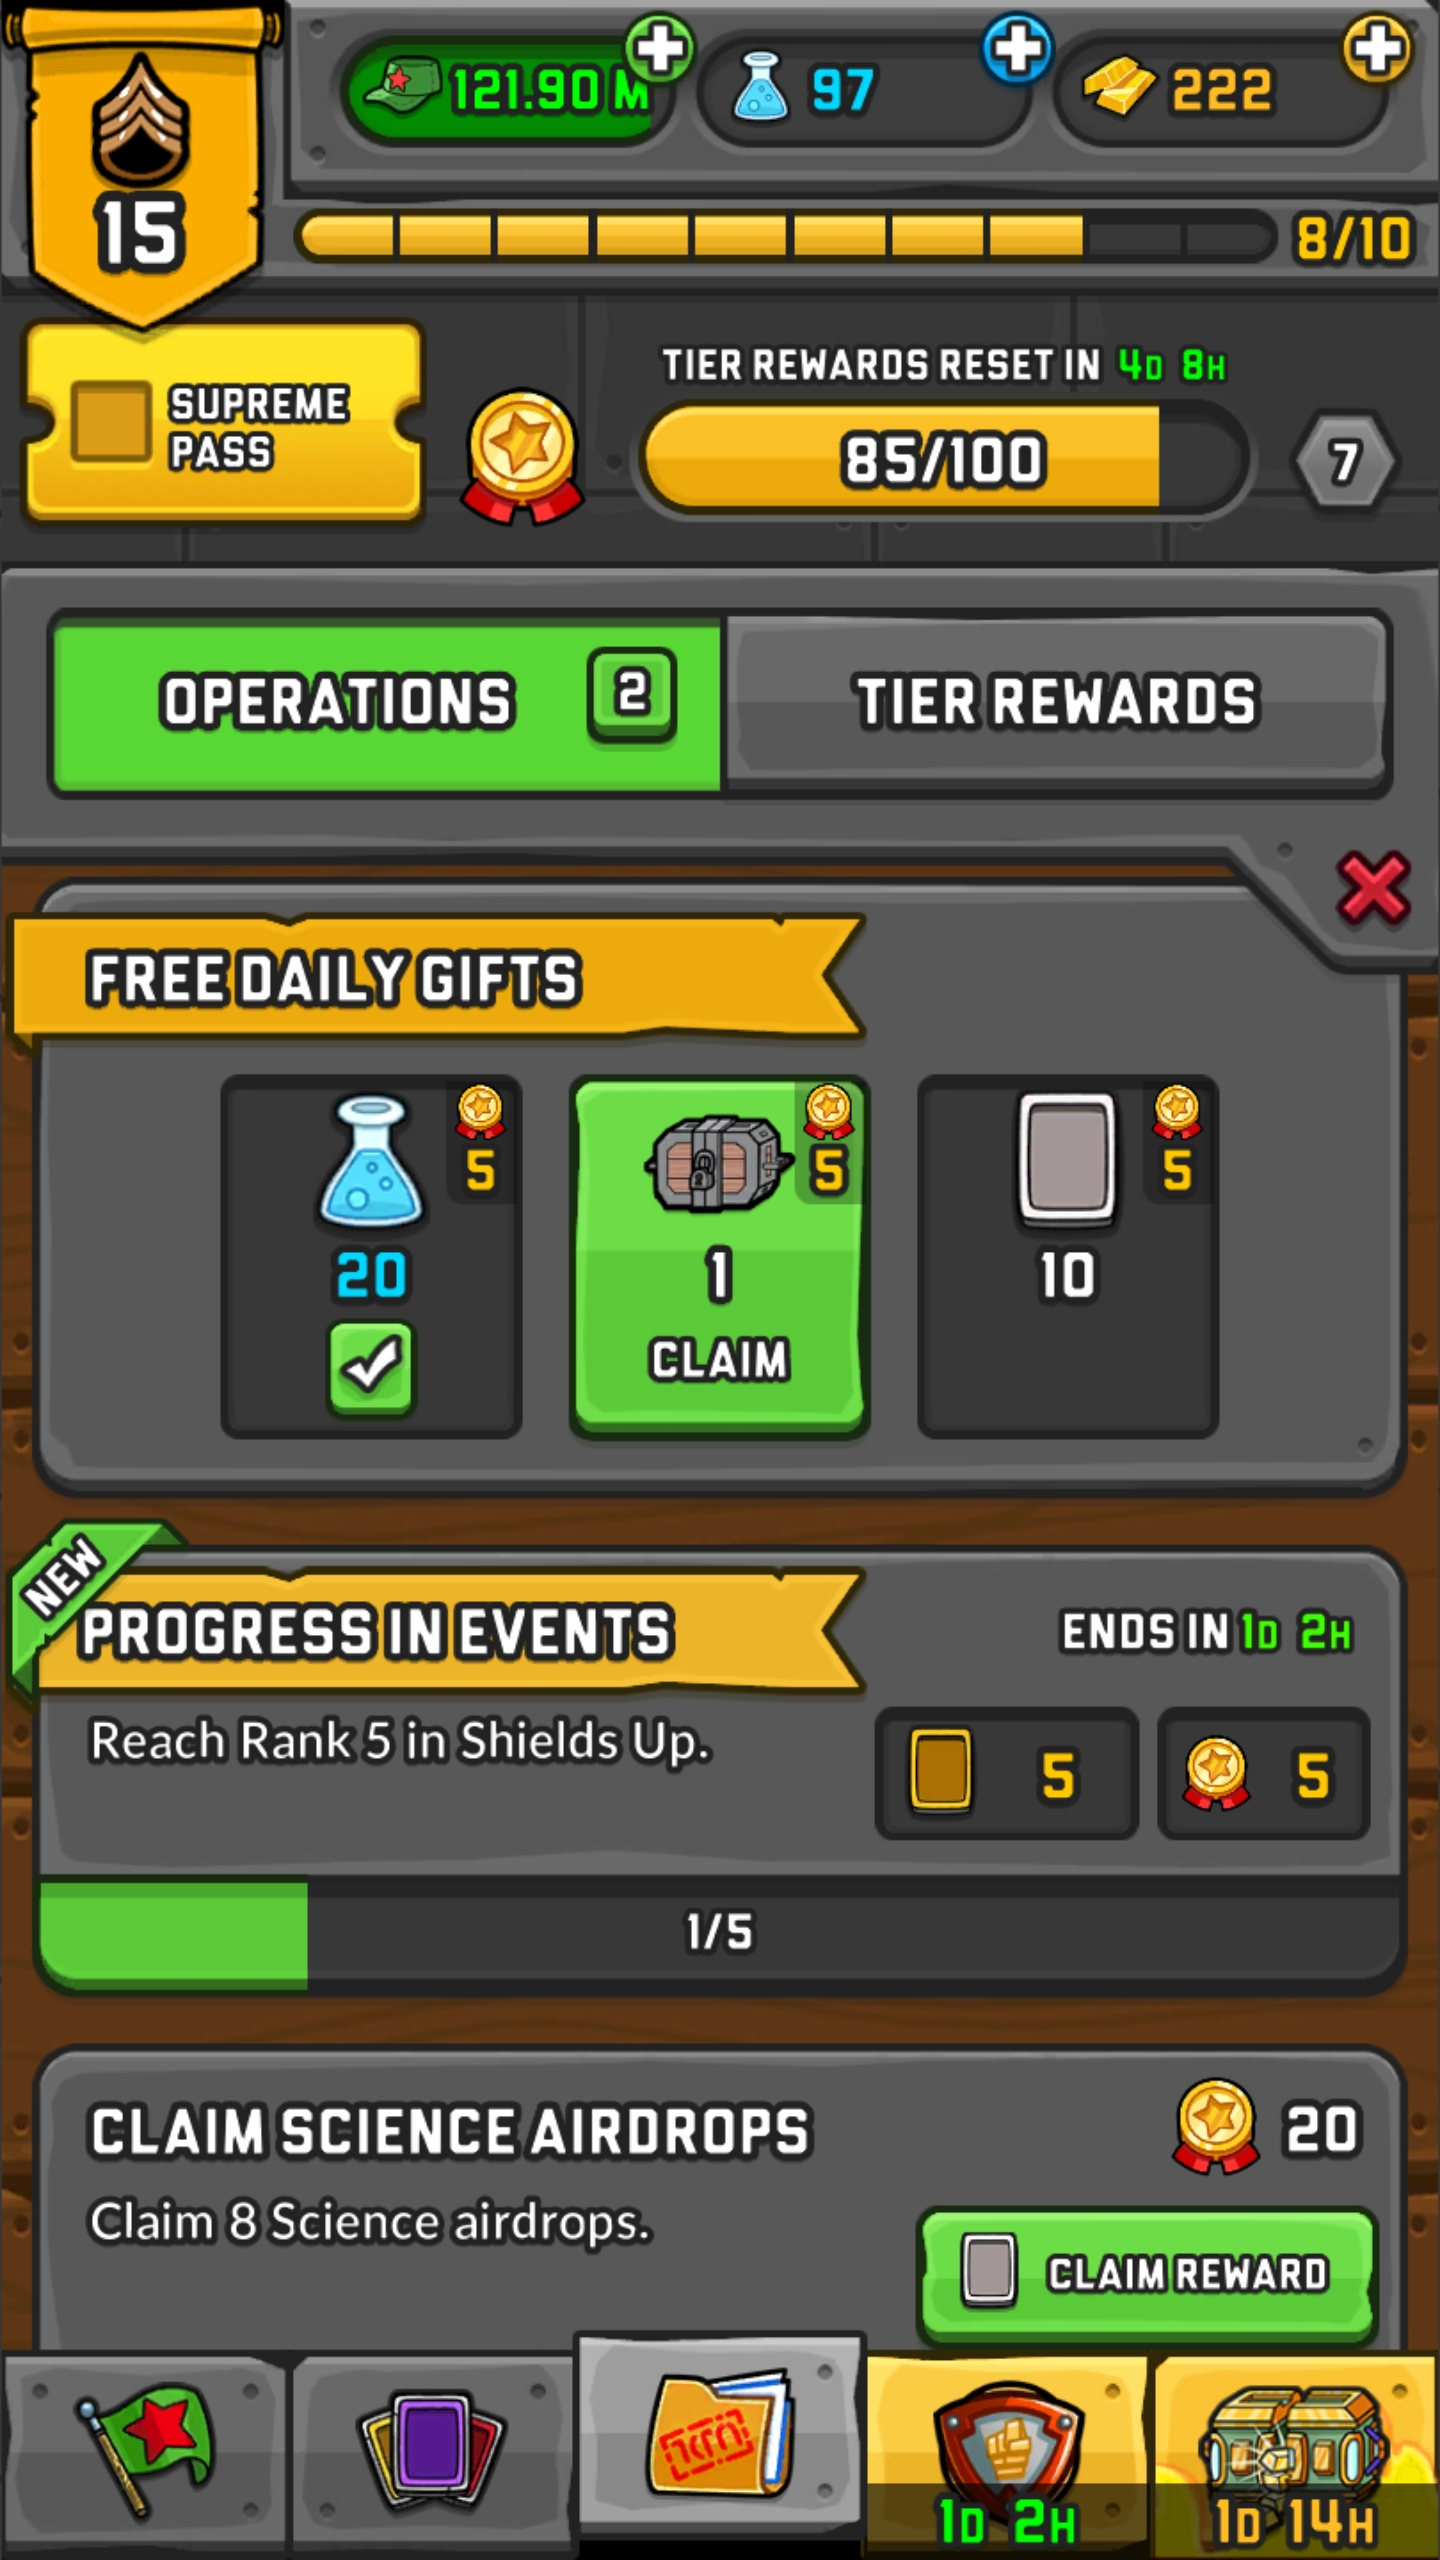 121.90 M
97
222
15
8/10
SUPREME
PASS
TIER REWARDS RESET IN 4D 8H
85/100
7
OPERATIONS
2
TIER REWARDS
FREE DAILY GIFTS
5
5
5
20
1
10
CLAIM
NEW
PROGRESS IN EVENTS
ENDS IN 1D 2H
Reach Rank 5 in Shields Up.
5
5
1/5
CLAIM SCIENCE AIRDROPS
20
Claim 8 Science airdrops.
CLAIM REWARD
1D 2H
1D 14H